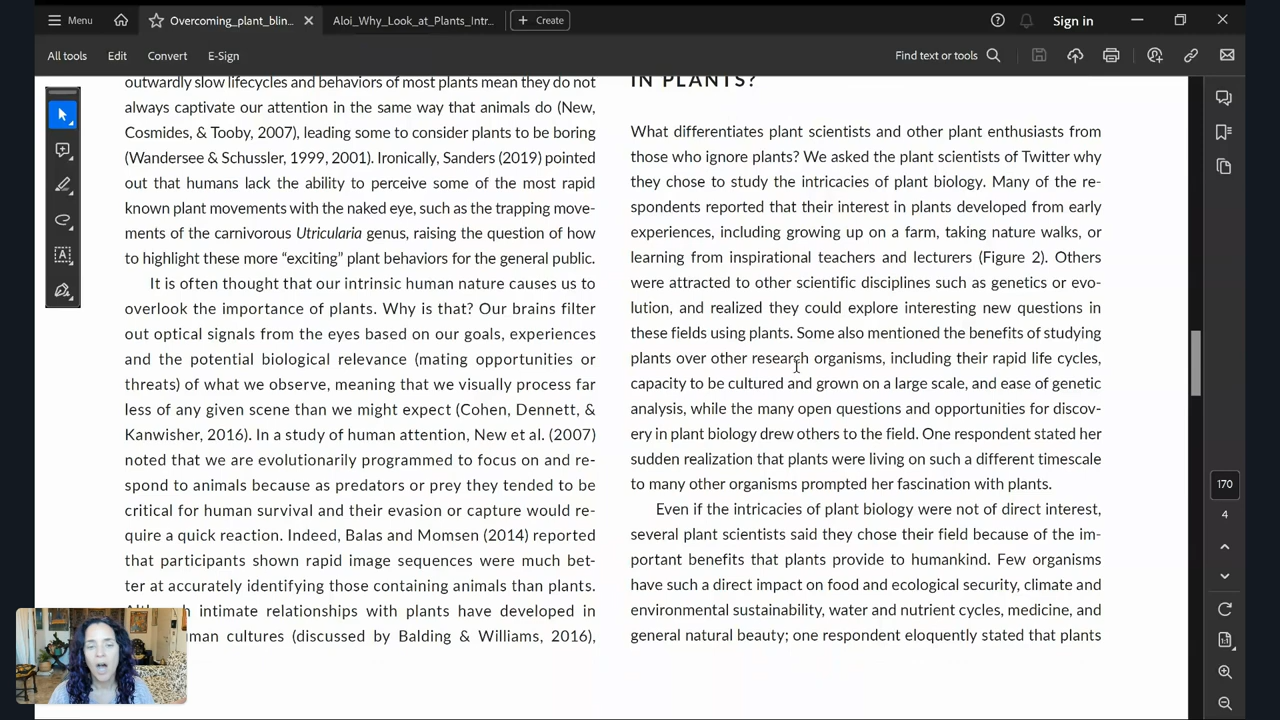 Menu
Overcoming_plant_blin...
Aloi_Why_Look_at_Plants_Intr...
Create
Sign in
All tools
Edit
Convert
E-Sign
Find text or tools
outwardly slow lifecycles and behaviors of most plants mean they do not
always captivate our attention in the same way that animals do (New,
Cosmides, & Tooby, 2007), leading some to consider plants to be boring
(Wandersee & Schussler, 1999, 2001). Ironically, Sanders (2019) pointed
out that humans lack the ability to perceive some of the most rapid
known plant movements with the naked eye, such as the trapping move-
ments of the carnivorous Utricularia genus, raising the question of how
to highlight these more “exciting” plant behaviors for the general public.
It is often thought that our intrinsic human nature causes us to
overlook the importance of plants. Why is that? Our brains filter
out optical signals from the eyes based on our goals, experiences
and the potential biological relevance (mating opportunities or
threats) of what we observe, meaning that we visually process far
less of any given scene than we might expect (Cohen, Dennett, &
Kanwisher, 2016). In a study of human attention, New et al. (2007)
noted that we are evolutionarily programmed to focus on and re-
spond to animals because as predators or prey they tended to be
critical for human survival and their evasion or capture would re-
quire a quick reaction. Indeed, Balas and Momsen (2014) reported
that participants shown rapid image sequences were much bet-
ter at accurately identifying those containing animals than plants.
intimate relationships with plants have developed in
cultures (discussed by Balding & Williams, 2016),
IN PLANTS?
What differentiates plant scientists and other plant enthusiasts from
those who ignore plants? We asked the plant scientists of Twitter why
they chose to study the intricacies of plant biology. Many of the re-
spondents reported that their interest in plants developed from early
experiences, including growing up on a farm, taking nature walks, or
learning from inspirational teachers and lecturers (Figure 2). Others
were attracted to other scientific disciplines such as genetics or evo-
lution, and realized they could explore interesting new questions in
these fields using plants. Some also mentioned the benefits of studying
plants over other research organisms, including their rapid life cycles,
capacity to be cultured and grown on a large scale, and ease of genetic
analysis, while the many open questions and opportunities for discov-
ery in plant biology drew others to the field. One respondent stated her
sudden realization that plants were living on such a different timescale
to many other organisms prompted her fascination with plants.
Even if the intricacies of plant biology were not of direct interest,
several plant scientists said they chose their field because of the im-
portant benefits that plants provide to humankind. Few organisms
have such a direct impact on food and ecological security, climate and
environmental sustainability, water and nutrient cycles, medicine, and
general natural beauty; one respondent eloquently stated that plants
170
4